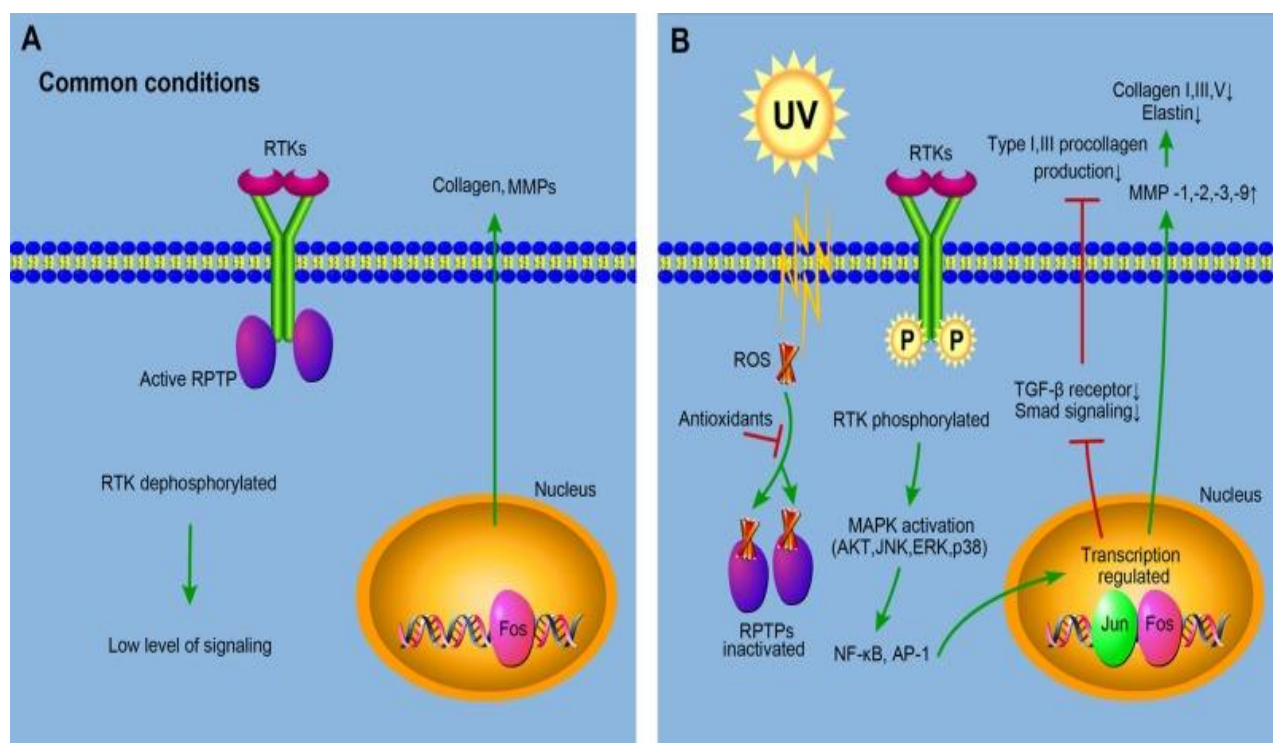 A
Common conditions
RTKs
Collagen, MMPs
Active RPTP
RTK dephosphorylated
Low level of signaling
Nucleus
Fos
B
UV
RTKs
Collagen I,III,V↓
Elastin↓
Type I,III procollagen
production↓
MMP -1,-2,-3,-9↑
P
P
ROS
Antioxidants
RTK phosphorylated
TGF-β receptor↓
Smad signaling↓
MAPK activation
(AKT,JNK,ERK,p38)
RPTPs
inactivated
NF-κB, AP-1
Nucleus
Transcription
regulated
Jun
Fos